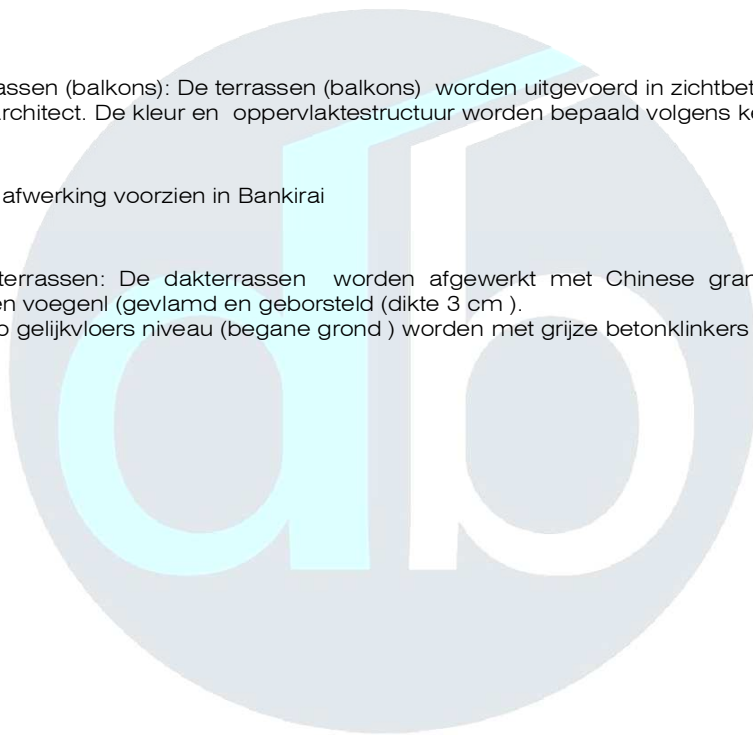 assen (balkons): De terrassen (balkons) worden uitgevoerd in zichtbet
rchitect. De kleur en oppervlaktestructuur worden bepaald volgens k
afwerking voorzien in Bankirai
terrassen: De dakterrassen worden afgewerkt met Chinese gran
en voegenl (gevlamd en geborsteld (dikte 3 cm ).
gelijkvloers niveau (begane grond ) worden met grijze betonklinkers
db